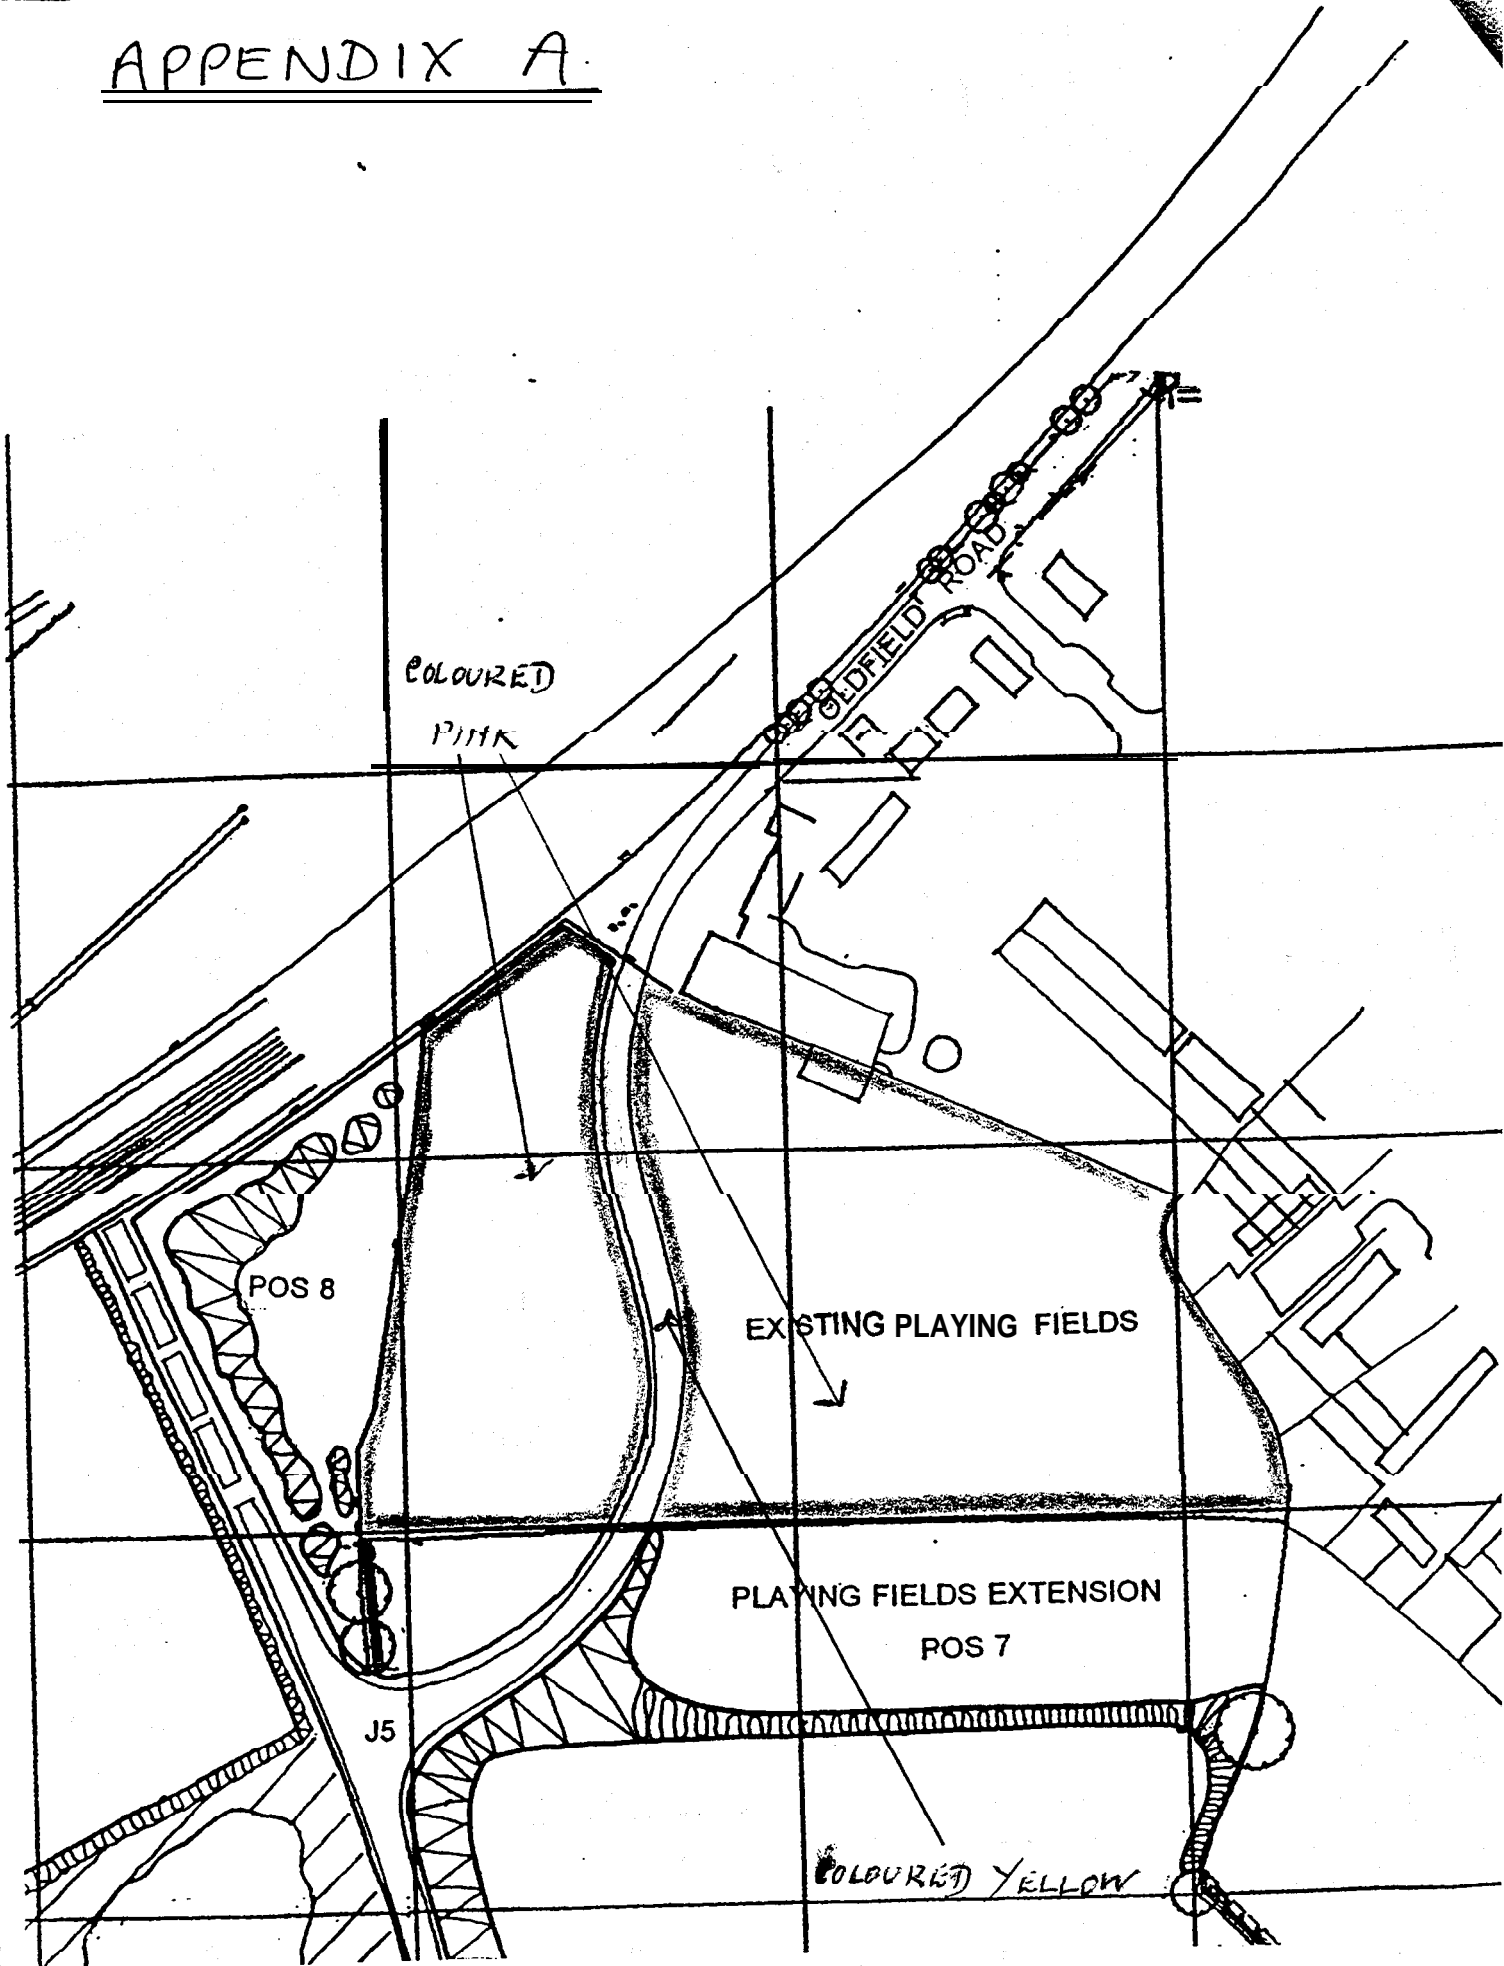 APPENDIX A.
OLDFIELD ROAD
COLOURED
PINK
POS 8
EXISTING PLAYING FIELDS
PLAYING FIELDS EXTENSION
POS 7
J5
COLOURED YELLOW